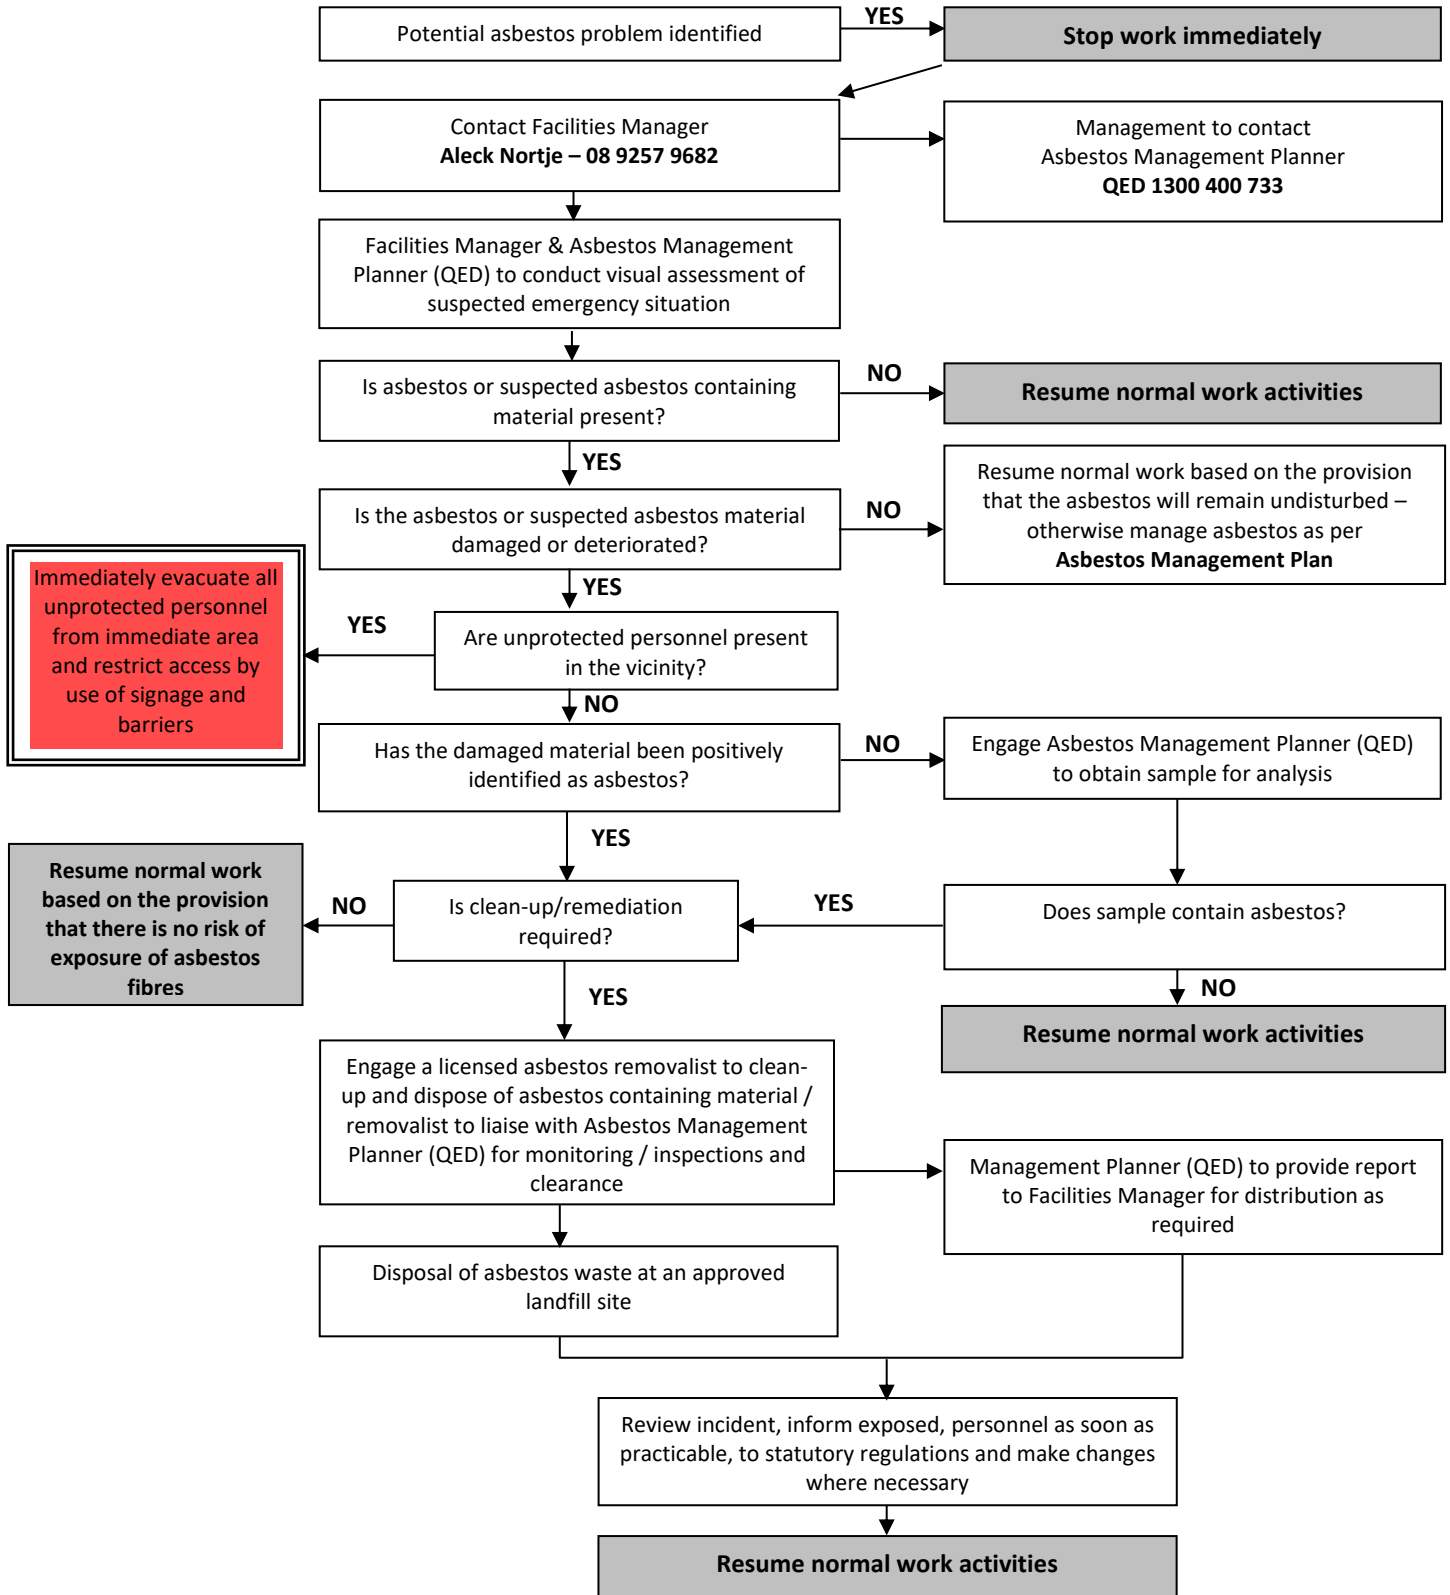 Potential asbestos problem identified
YES
Stop work immediately
Contact Facilities Manager
Aleck Nortje – 08 9257 9682
Management to contact
Asbestos Management Planner
QED 1300 400 733
Facilities Manager & Asbestos Management
Planner (QED) to conduct visual assessment of
suspected emergency situation
Is asbestos or suspected asbestos containing
material present?
NO
Resume normal work activities
YES
Is the asbestos or suspected asbestos material
damaged or deteriorated?
NO
Resume normal work based on the provision
that the asbestos will remain undisturbed –
otherwise manage asbestos as per
Asbestos Management Plan
YES
Are unprotected personnel present
in the vicinity?
YES
Immediately evacuate all
unprotected personnel
from immediate area
and restrict access by
use of signage and
barriers
NO
Has the damaged material been positively
identified as asbestos?
NO
Engage Asbestos Management Planner (QED)
to obtain sample for analysis
YES
Is clean-up/remediation
required?
NO
Resume normal work
based on the provision
that there is no risk of
exposure of asbestos
fibres
YES
Does sample contain asbestos?
NO
Resume normal work activities
YES
Engage a licensed asbestos removalist to clean-
up and dispose of asbestos containing material /
removalist to liaise with Asbestos Management
Planner (QED) for monitoring / inspections and
clearance
Management Planner (QED) to provide report
to Facilities Manager for distribution as
required
Disposal of asbestos waste at an approved
landfill site
Review incident, inform exposed, personnel as soon as
practicable, to statutory regulations and make changes
where necessary
Resume normal work activities